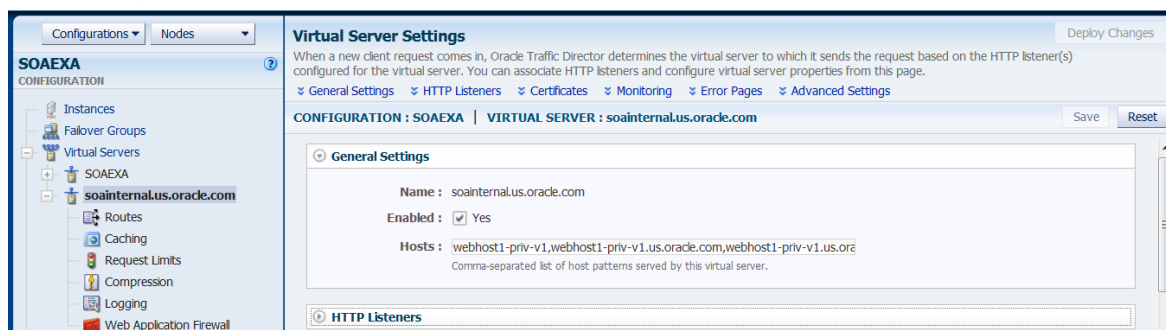 Configurations Nodes
SOAEXA
CONFIGURATION
Instances
Failover Groups
Virtual Servers
SOAEXA
soainternal.us.oracle.com
Routes
Caching
Request Limits
Compression
Logging
Web Application Firewall
Virtual Server Settings
Deploy Changes
When a new client request comes in, Oracle Traffic Director determines the virtual server to which it sends the request based on the HTTP listener(s)
configured for the virtual server. You can associate HTTP listeners and configure virtual server properties from this page.
General Settings HTTP Listeners Certificates Monitoring Error Pages Advanced Settings
CONFIGURATION : SOAEXA | VIRTUAL SERVER : soainternal.us.oracle.com
Save Reset
General Settings
Name : soainternal.us.oracle.com
Enabled : Yes
Hosts : webhost1-priv-v1,webhost1-priv-v1.us.oracle.com,webhost1-priv-v1.us.ora
Comma-separated list of host patterns served by this virtual server.
HTTP Listeners